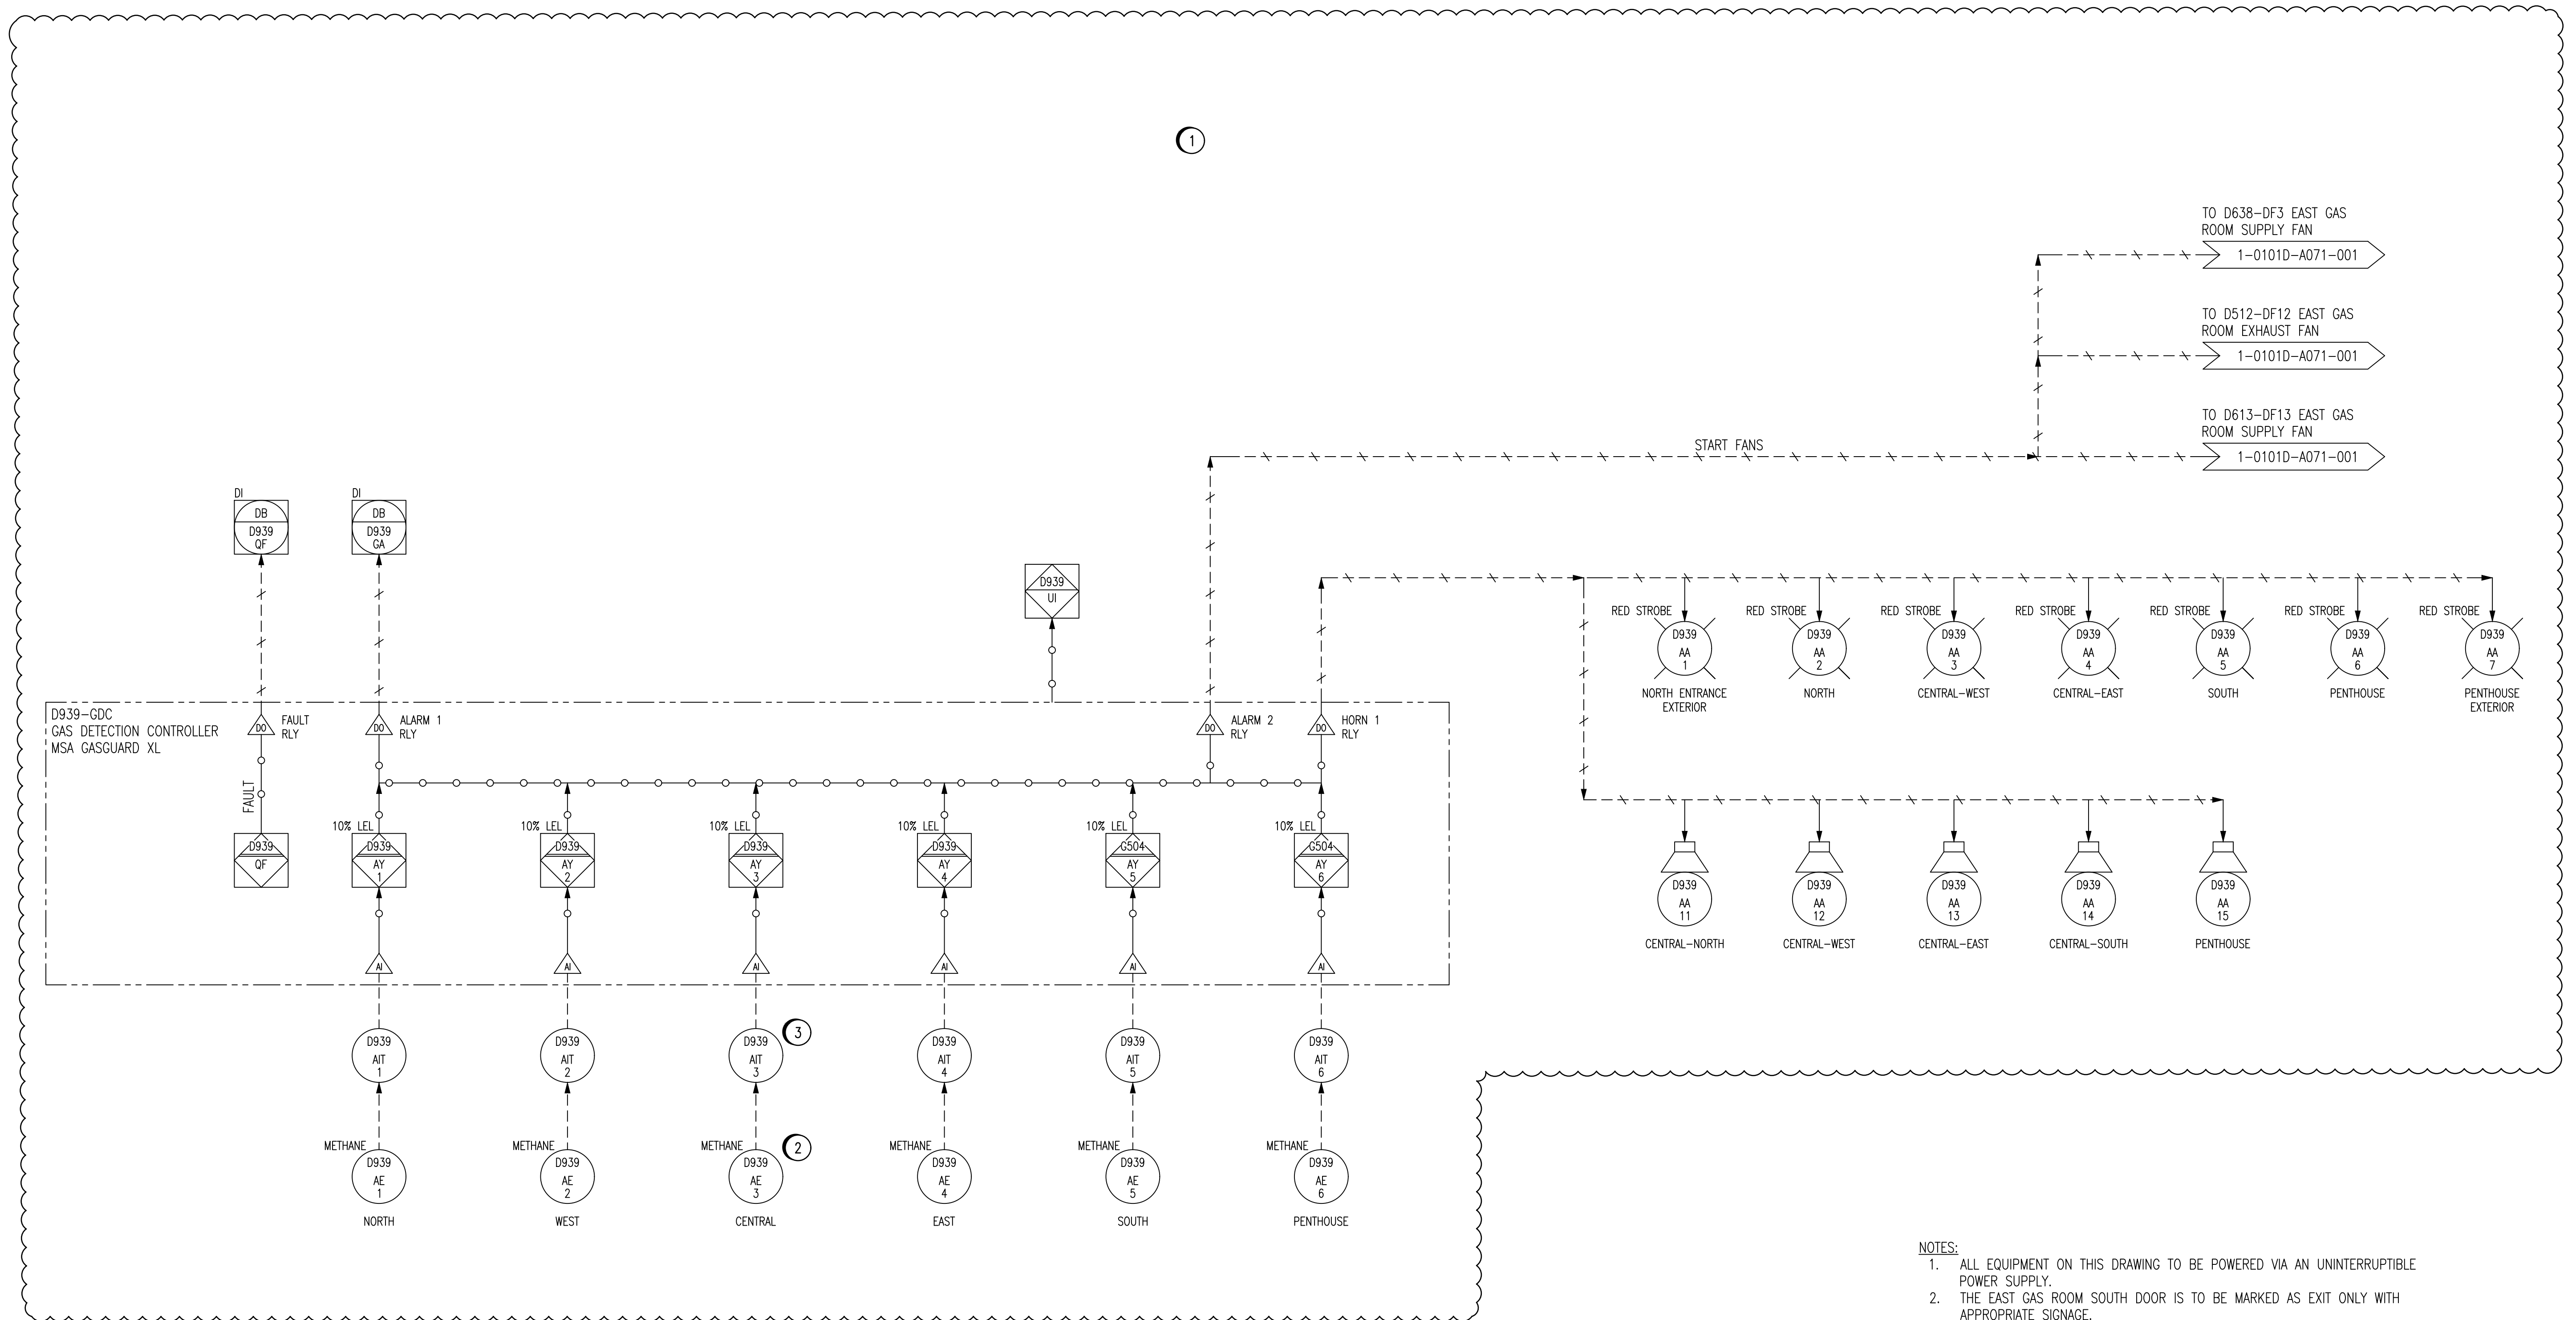 1
TO D638-DF3 EAST GAS
ROOM SUPPLY FAN
1-0101D-A071-001
TO D512-DF12 EAST GAS
ROOM EXHAUST FAN
1-0101D-A071-001
TO D613-DF13 EAST GAS
ROOM SUPPLY FAN
1-0101D-A071-001
START FANS
DI
DB
D939
QF
DI
DB
D939
GA
D939
UI
RED STROBE
D939
AA
1
NORTH ENTRANCE
EXTERIOR
RED STROBE
D939
AA
2
NORTH
RED STROBE
D939
AA
3
CENTRAL-WEST
RED STROBE
D939
AA
4
CENTRAL-EAST
RED STROBE
D939
AA
5
SOUTH
RED STROBE
D939
AA
6
PENTHOUSE
RED STROBE
D939
AA
7
PENTHOUSE
EXTERIOR
D939-GDC
GAS DETECTION CONTROLLER
MSA GASGUARD XL
DO
FAULT
RLY
DO
ALARM 1
RLY
DO
ALARM 2
RLY
DO
HORN 1
RLY
FAULT
D939
QF
10% LEL
D939
AY
1
10% LEL
D939
AY
2
10% LEL
D939
AY
3
10% LEL
D939
AY
4
10% LEL
G504
AY
5
10% LEL
G504
AY
6
D939
AA
11
CENTRAL-NORTH
D939
AA
12
CENTRAL-WEST
D939
AA
13
CENTRAL-EAST
D939
AA
14
CENTRAL-SOUTH
D939
AA
15
PENTHOUSE
AI
AI
AI
AI
AI
AI
D939
AIT
1
D939
AIT
2
D939
AIT
3
3
D939
AIT
4
D939
AIT
5
D939
AIT
6
METHANE
D939
AE
1
NORTH
METHANE
D939
AE
2
WEST
METHANE
2
D939
AE
3
CENTRAL
METHANE
D939
AE
4
EAST
METHANE
D939
AE
5
SOUTH
METHANE
D939
AE
6
PENTHOUSE
NOTES:
1. ALL EQUIPMENT ON THIS DRAWING TO BE POWERED VIA AN UNINTERRUPTIBLE
POWER SUPPLY.
2. THE EAST GAS ROOM SOUTH DOOR IS TO BE MARKED AS EXIT ONLY WITH
APPROPRIATE SIGNAGE.